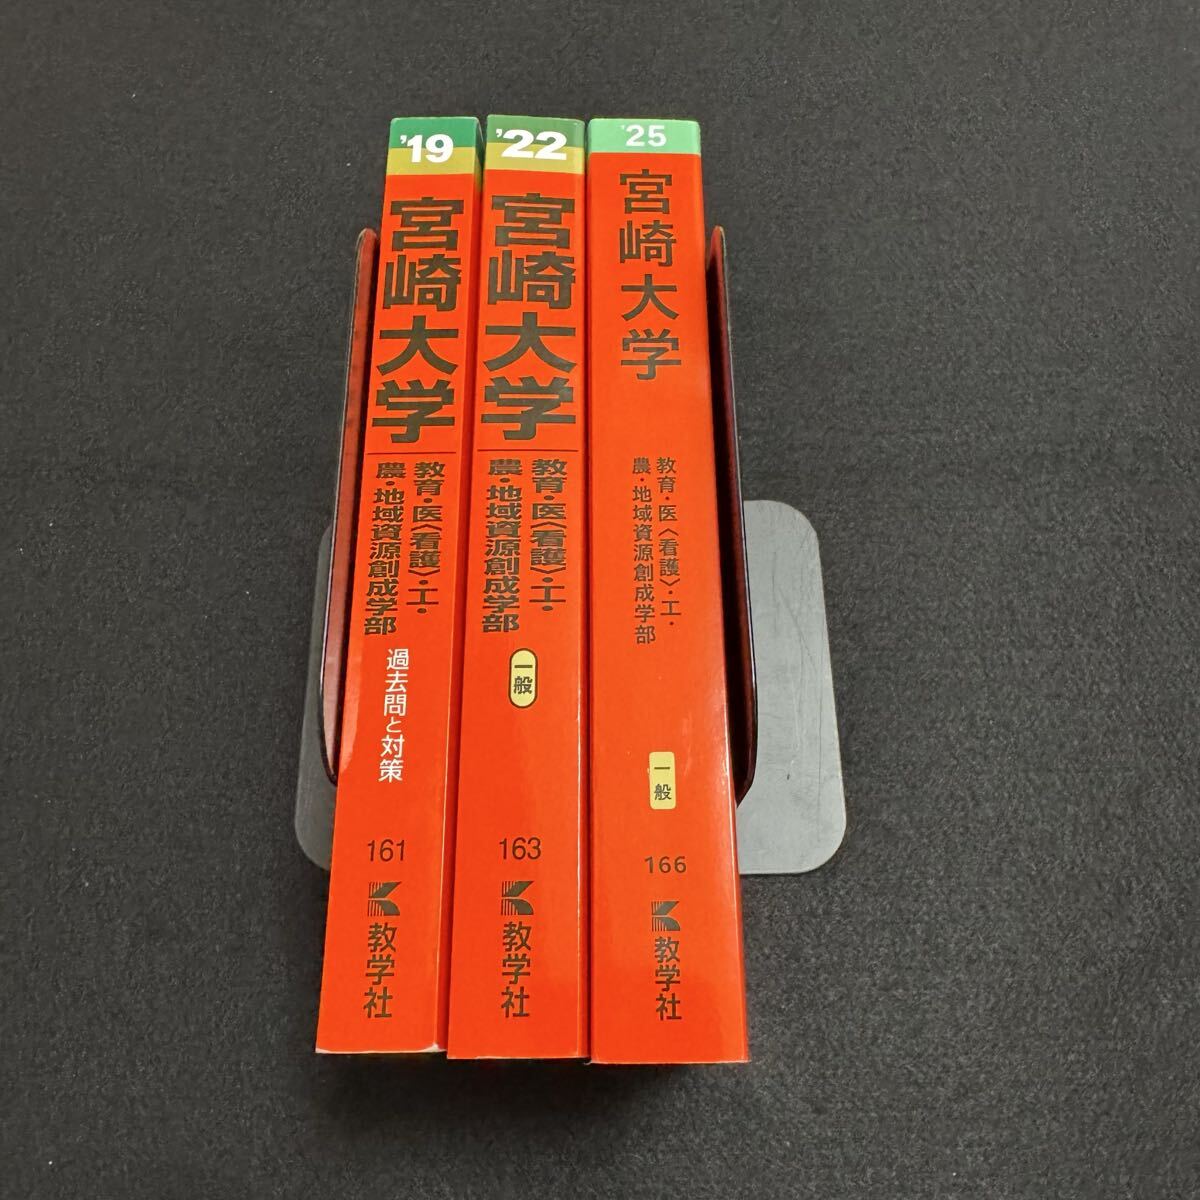 '19
宮崎大学
教育・医〈看護〉・工・
農・地域資源創成学部
過去問と対策
161
教学社
'22
宮崎大学
教育・医〈看護〉・工・
農・地域資源創成学部
一般
163
教学社
'25
宮崎大学
教育・医〈看護〉・工・
農・地域資源創成学部
一般
166
教学社